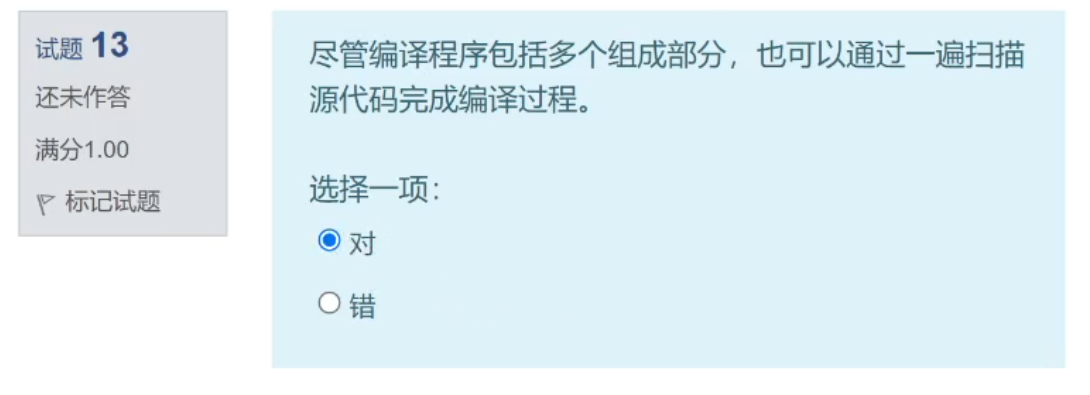 试题 13
还未作答
满分1.00
标记试题
尽管编译程序包括多个组成部分，也可以通过一遍扫描
源代码完成编译过程。
选择一项：
对
错